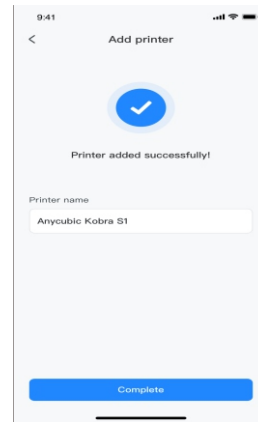 9:41
Add printer
Printer added successfully!
Printer name
Anycubic Kobra S1
Complete